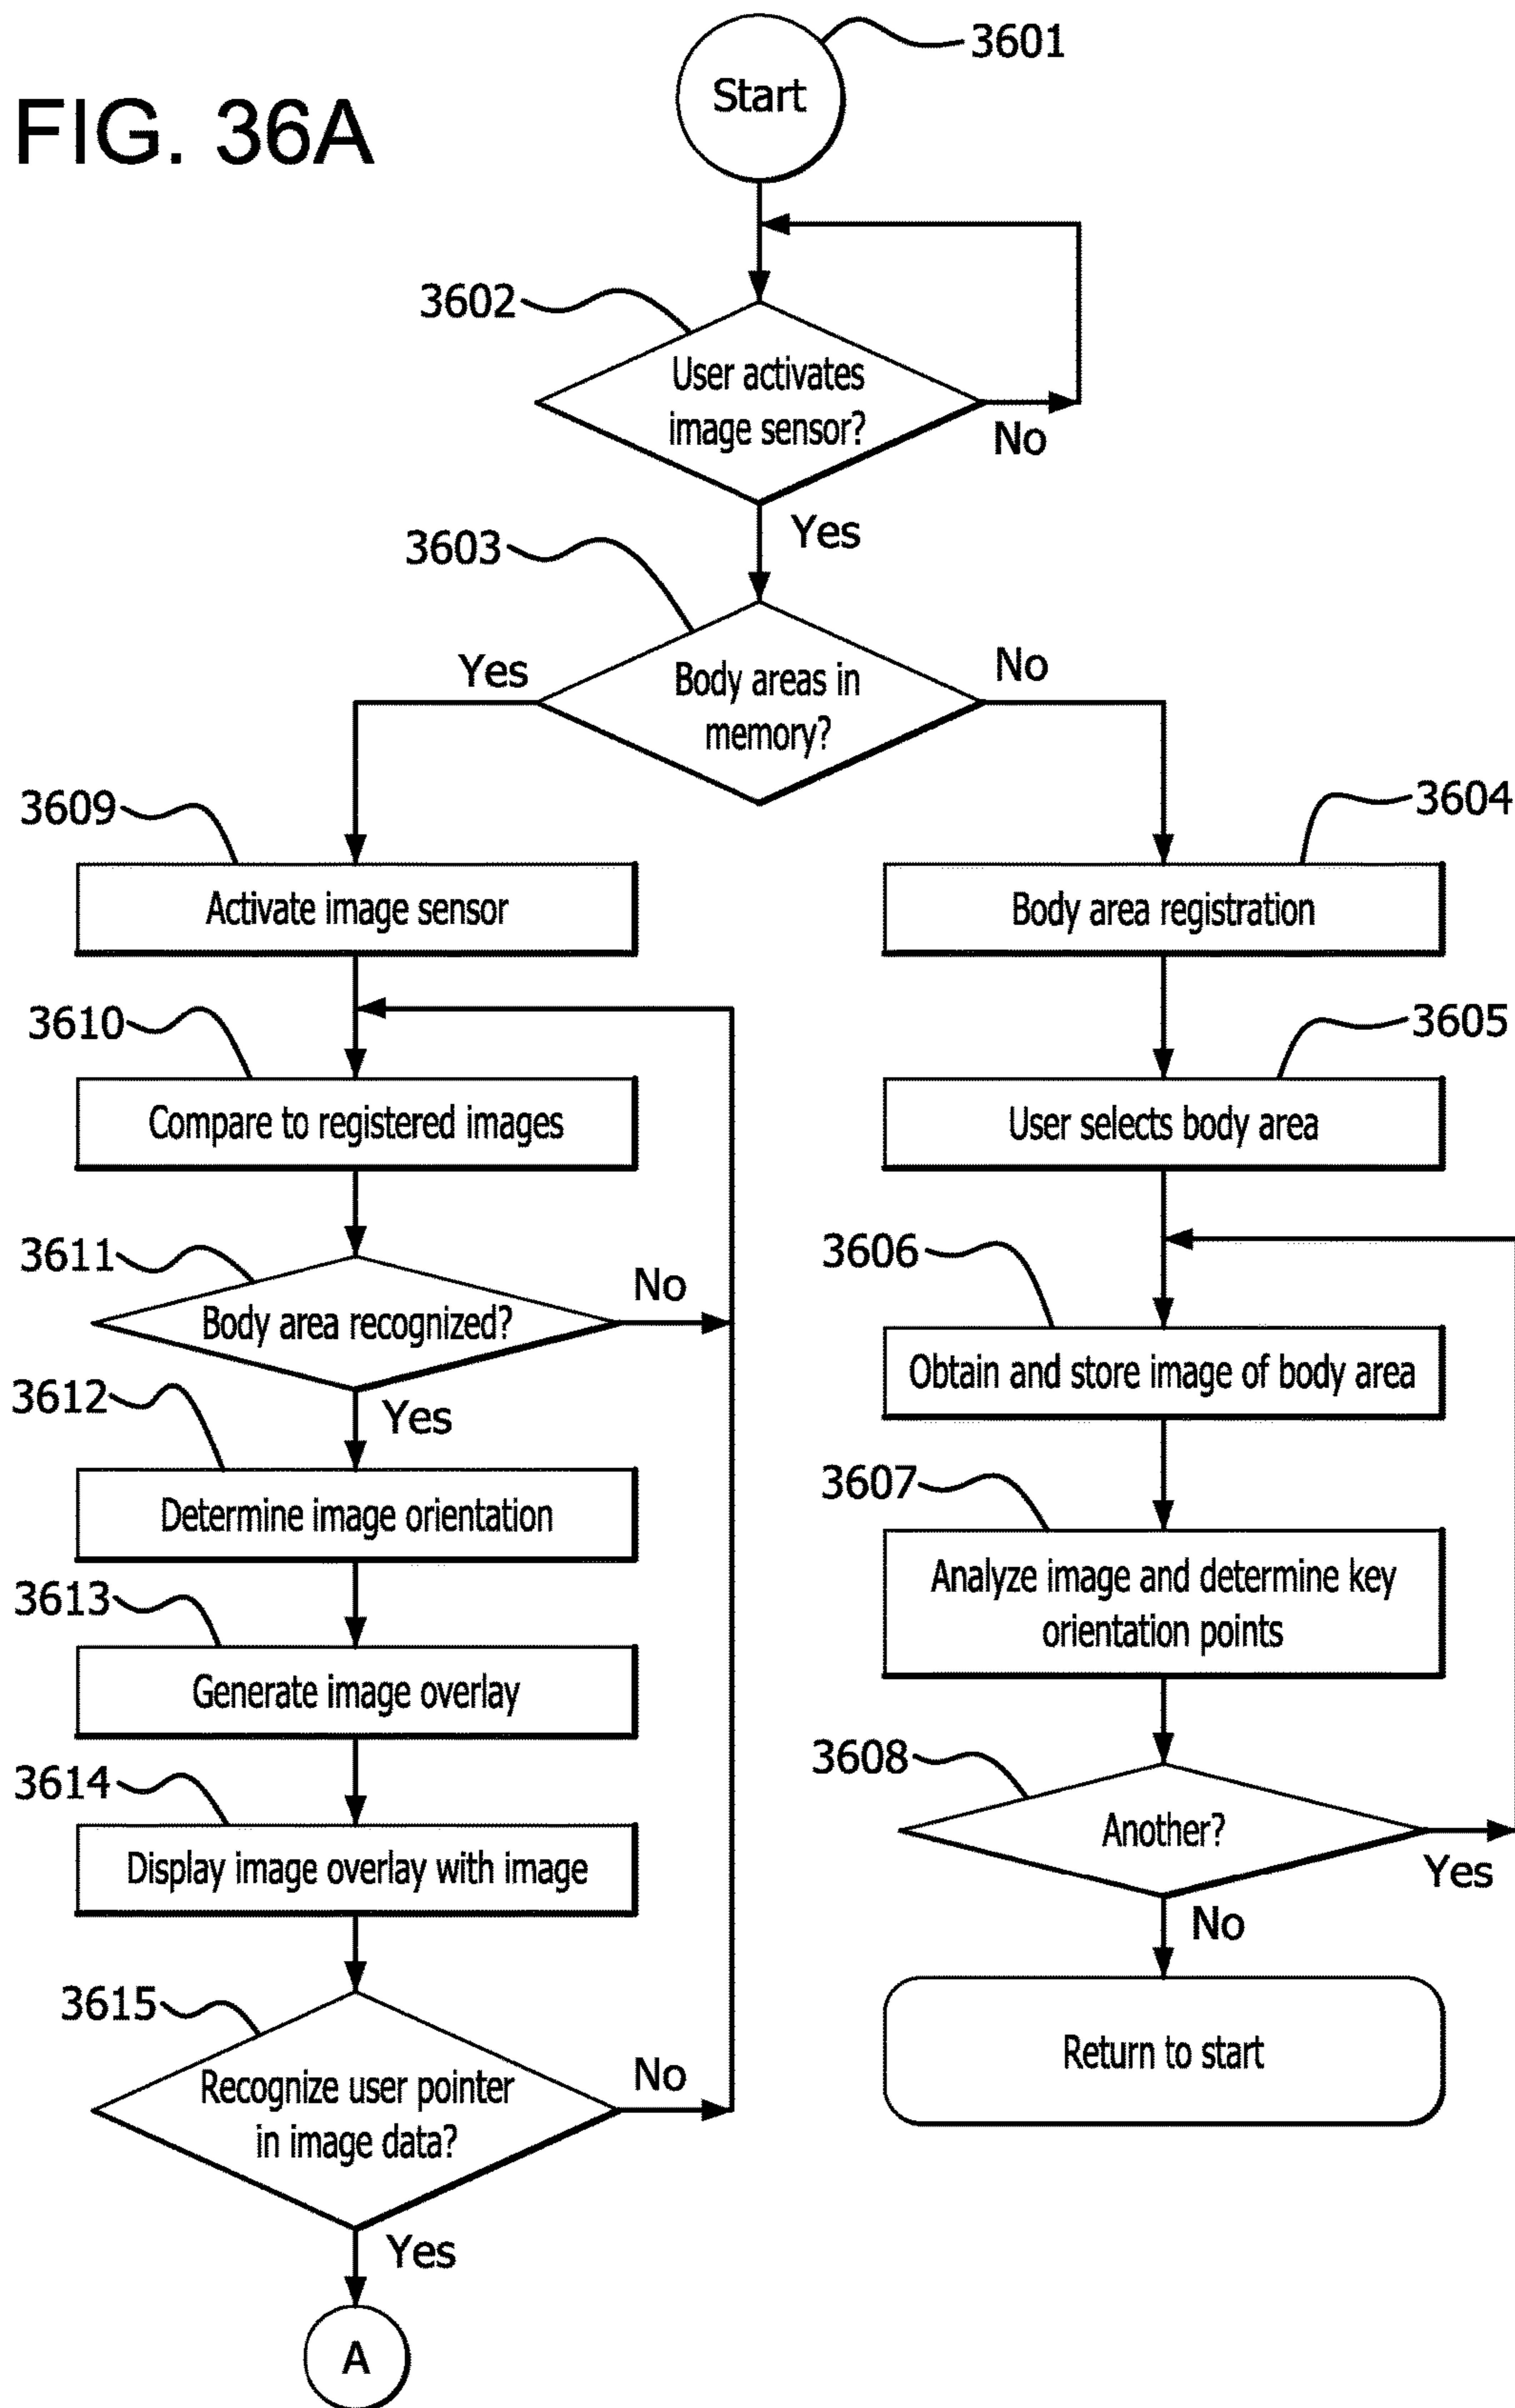 FIG. 36A
3601
Start
3602
User activates
image sensor?
No
Yes
3603
Yes
Body areas in
memory?
No
3609
Activate image sensor
3604
Body area registration
3610
Compare to registered images
3605
User selects body area
3611
Body area recognized?
No
Yes
3606
Obtain and store image of body area
3612
Determine image orientation
3607
Analyze image and determine key
orientation points
3613
Generate image overlay
3608
Another?
Yes
No
3614
Display image overlay with image
Return to start
3615
Recognize user pointer
in image data?
No
Yes
A